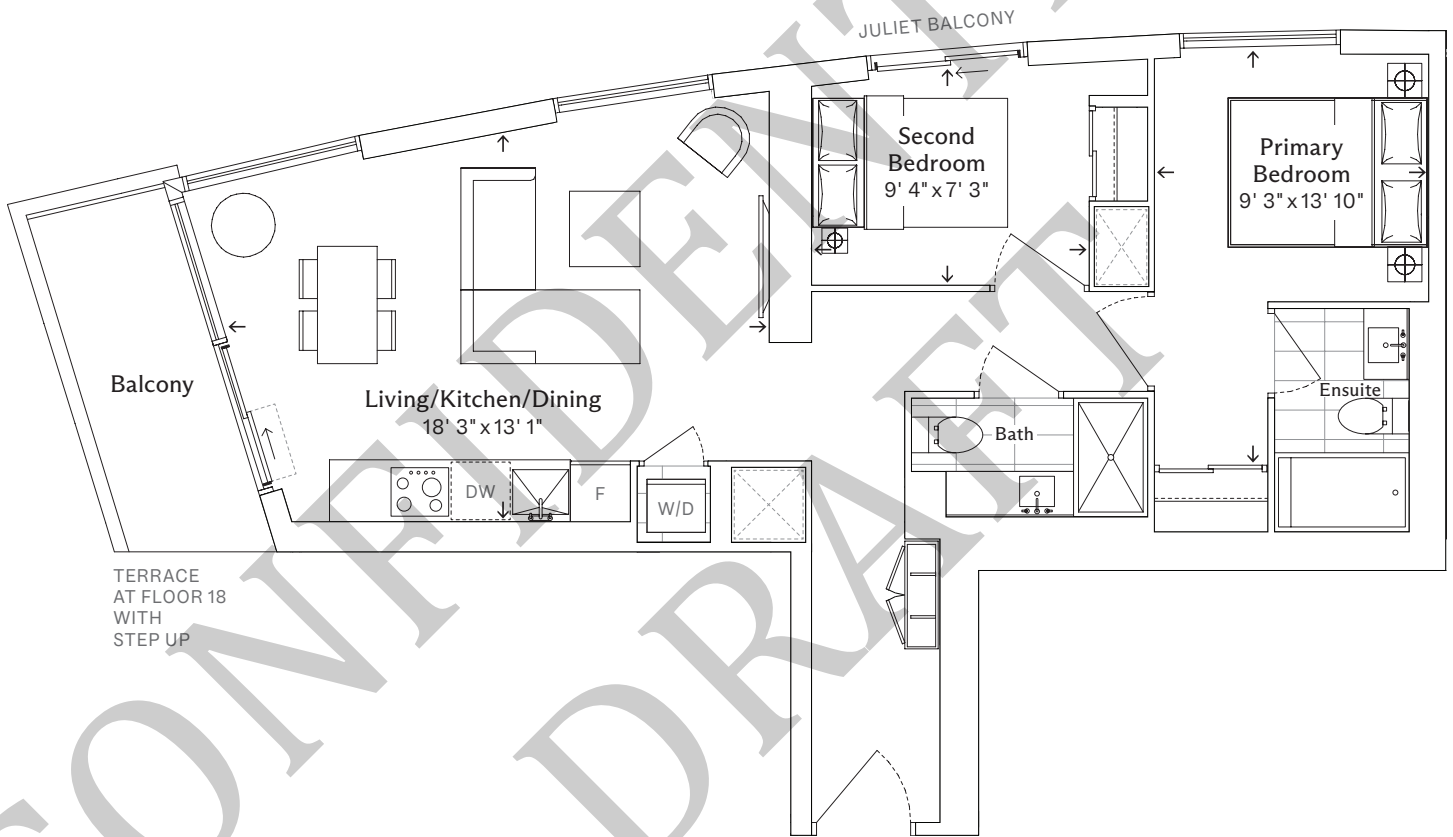 JULIET BALCONY
Second
Bedroom
9' 4" x 7' 3"
Primary
Bedroom
9' 3" x 13' 10"
Balcony
Living/Kitchen/Dining
18' 3" x 13' 1"
Ensuite
Bath
DW
F
W/D
TERRACE
AT FLOOR 18
WITH
STEP UP
CONFIDENT
DRAFT